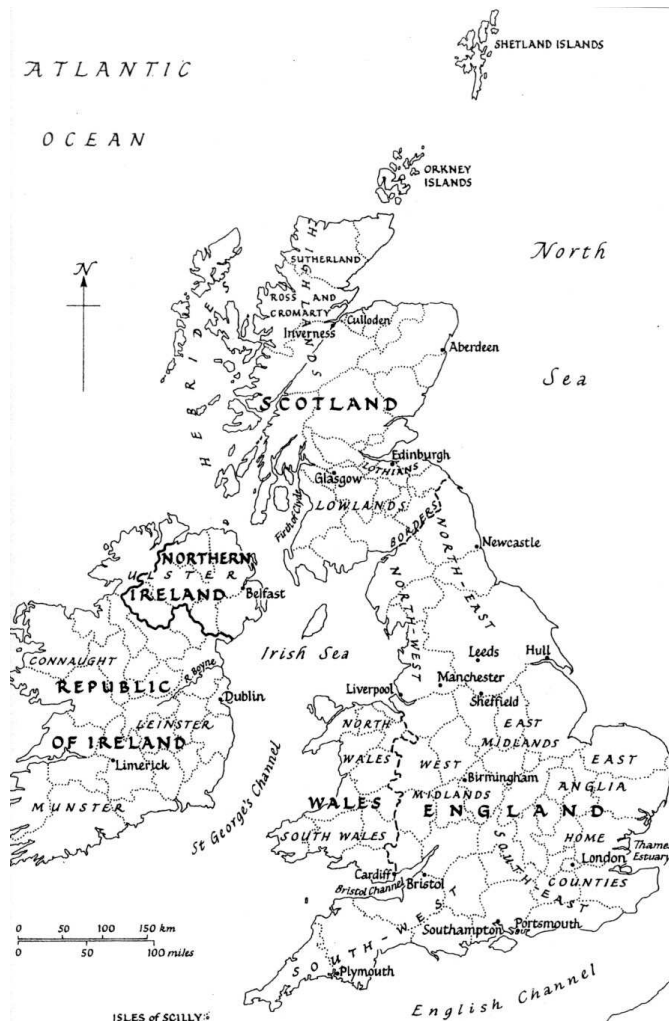 SHETLAND ISLANDS
ATLANTIC
OCEAN
ORKNEY
ISLANDS
North
Sea
N
HIGHLANDS
SUTHERLAND
ROSS AND
CROMARTY
Inverness
Culloden
HEBRIDES
Aberdeen
SCOTLAND
Edinburgh
LOTHIANS
Glasgow
LOWLANDS
Firth of Clyde
BORDERS
Newcastle
NORTH-EAST
NORTH-WEST
NORTHERN
ULSTER
IRELAND
Belfast
Irish Sea
CONNAUGHT
R. Boyne
REPUBLIC
Dublin
LEINSTER
OF IRELAND
Limerick
MUNSTER
Leeds
Hull
Manchester
Liverpool
Sheffield
NORTH
WALES
EAST
MIDLANDS
WEST
MIDLANDS
Birmingham
EAST
ANGLIA
WALES
ENGLAND
SOUTH WALES
St George's Channel
HOME
COUNTIES
Thames
Estuary
London
SOUTH-EAST
Cardiff
Bristol Channel
Bristol
SOUTH-WEST
Southampton
Portsmouth
Plymouth
0 50 100 150 km
0 50 100 miles
English Channel
ISLES of SCILLY